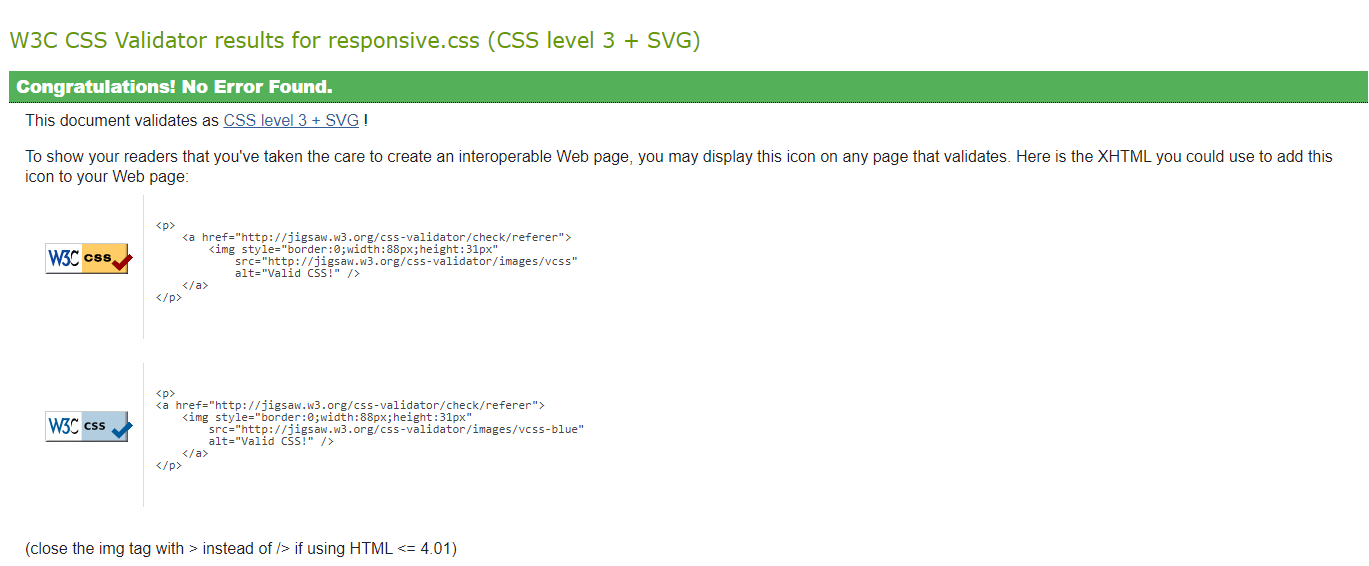 W3C CSS Validator results for responsive.css (CSS level 3 + SVG)
Congratulations! No Error Found.
This document validates as CSS level 3 + SVG !
To show your readers that you've taken the care to create an interoperable Web page, you may display this icon on any page that validates. Here is the XHTML you could use to add this
icon to your Web page:
W3C css
<p>
    <a href="http://jigsaw.w3.org/css-validator/check/referer">
        <img style="border:0;width:88px;height:31px"
            src="http://jigsaw.w3.org/css-validator/images/vcss"
            alt="Valid CSS!" />
    </a>
</p>
W3C css
<p>
<a href="http://jigsaw.w3.org/css-validator/check/referer">
    <img style="border:0;width:88px;height:31px"
        src="http://jigsaw.w3.org/css-validator/images/vcss-blue"
        alt="Valid CSS!" />
    </a>
</p>
(close the img tag with > instead of /> if using HTML <= 4.01)